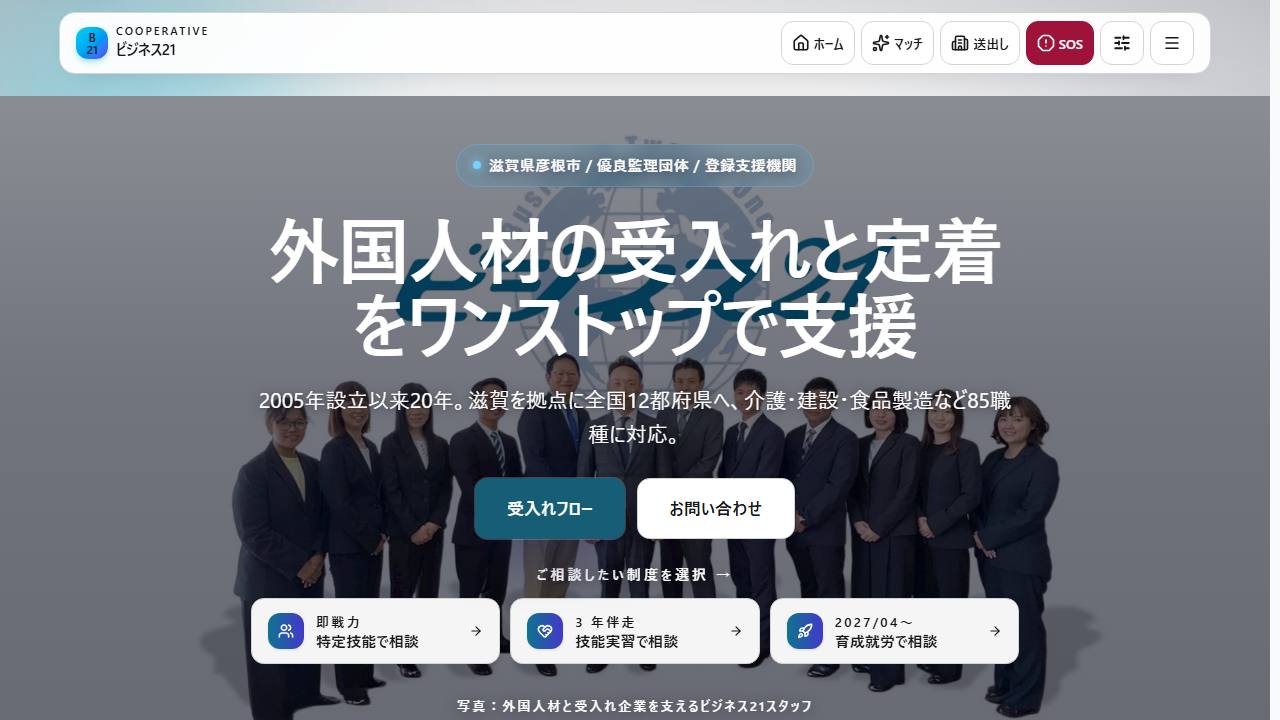 B
21
COOPERATIVE
ビジネス21
ホーム
マッチ
送出し
SOS
滋賀県彦根市 / 優良監理団体 / 登録支援機関
ビジネス21
外国人材の受入れと定着
をワンストップで支援
2005年設立以来20年。滋賀を拠点に全国12都府県へ、介護・建設・食品製造など85職
種に対応。
受入れフロー
お問い合わせ
ご相談したい制度を選択 →
即戦力
特定技能で相談
3 年伴走
技能実習で相談
2027/04〜
育成就労で相談
写真：外国人材と受入れ企業を支えるビジネス21スタッフ